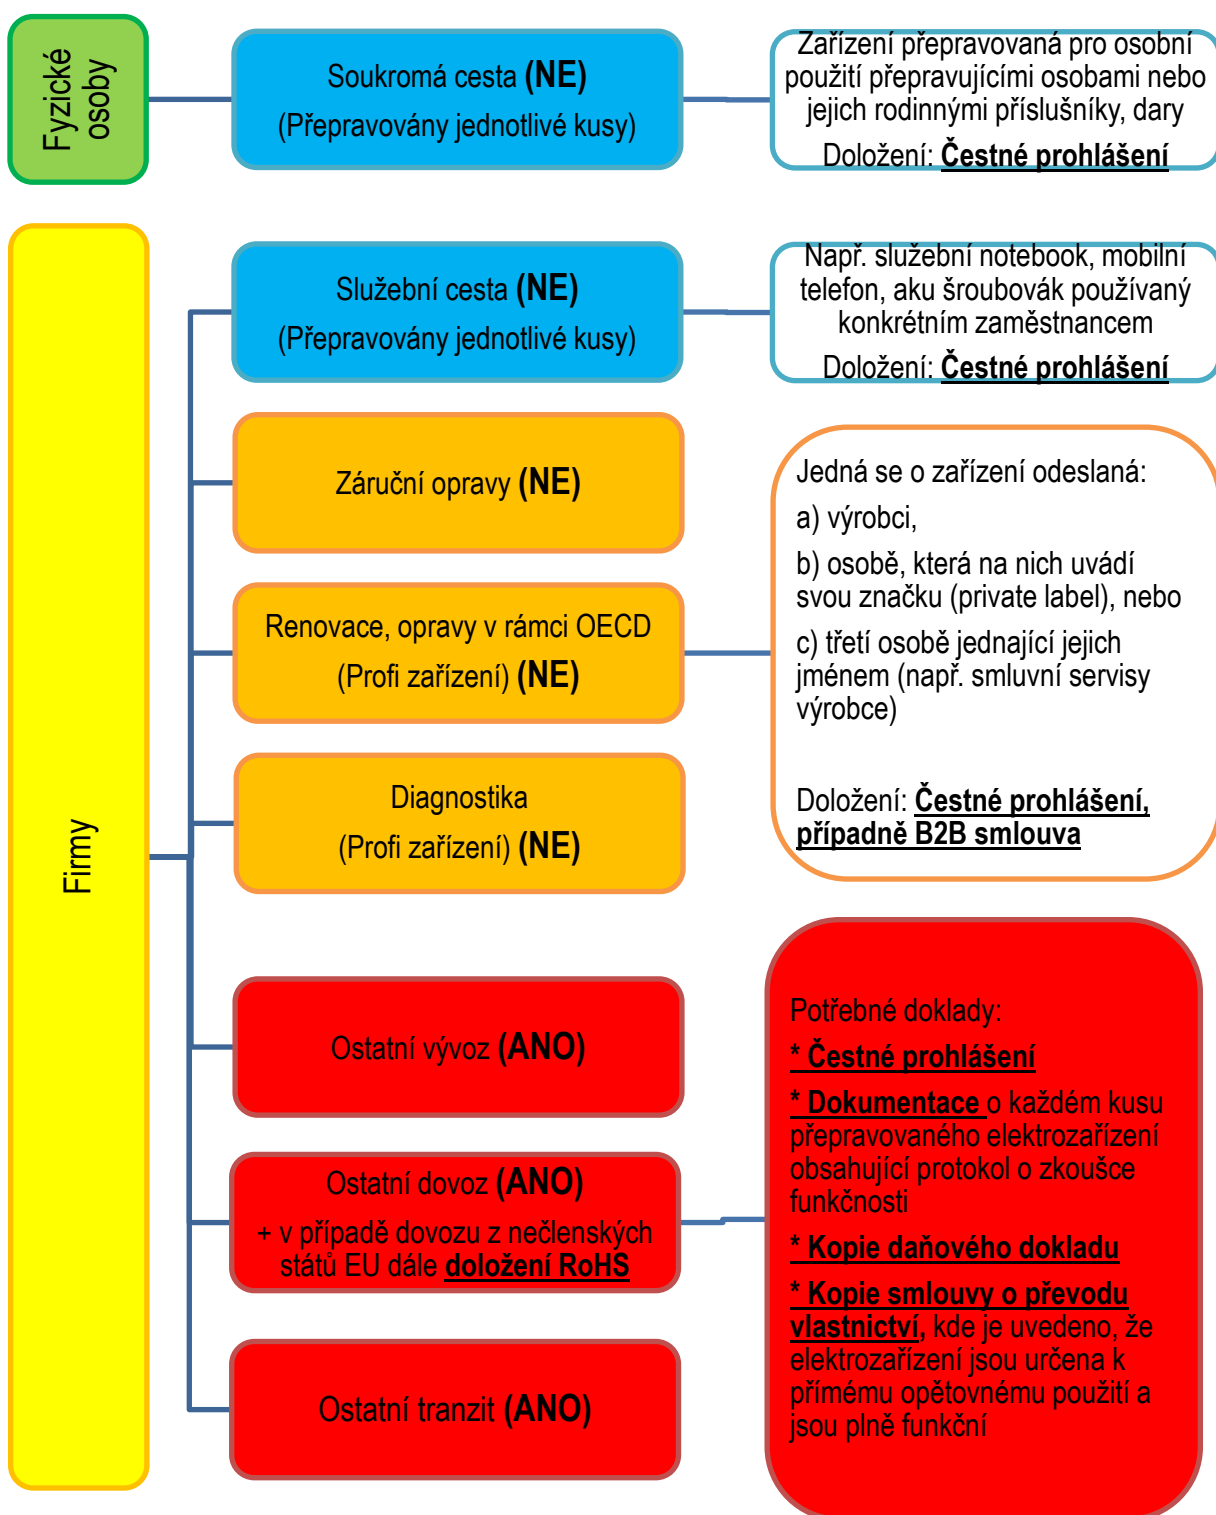 Fyzické
osoby
Soukromá cesta (NE)
(Přepravovány jednotlivé kusy)
Zařízení přepravovaná pro osobní
použití přepravujícími osobami nebo
jejich rodinnými příslušníky, dary
Doložení: Čestné prohlášení
Firmy
Služební cesta (NE)
(Přepravovány jednotlivé kusy)
Např. služební notebook, mobilní
telefon, aku šroubovák používaný
konkrétním zaměstnancem
Doložení: Čestné prohlášení
Záruční opravy (NE)
Renovace, opravy v rámci OECD
(Profi zařízení) (NE)
Diagnostika
(Profi zařízení) (NE)
Jedná se o zařízení odeslaná:
a) výrobci,
b) osobě, která na nich uvádí
svou značku (private label), nebo
c) třetí osobě jednající jejich
jménem (např. smluvní servisy
výrobce)
Doložení: Čestné prohlášení,
případně B2B smlouva
Ostatní vývoz (ANO)
Ostatní dovoz (ANO)
+ v případě dovozu z nečlenských
států EU dále doložení RoHS
Ostatní tranzit (ANO)
Potřebné doklady:
* Čestné prohlášení
* Dokumentace o každém kusu
přepravovaného elektrozařízení
obsahující protokol o zkoušce
funkčnosti
* Kopie daňového dokladu
* Kopie smlouvy o převodu
vlastnictví, kde je uvedeno, že
elektrozařízení jsou určena k
přímému opětovnému použití a
jsou plně funkční